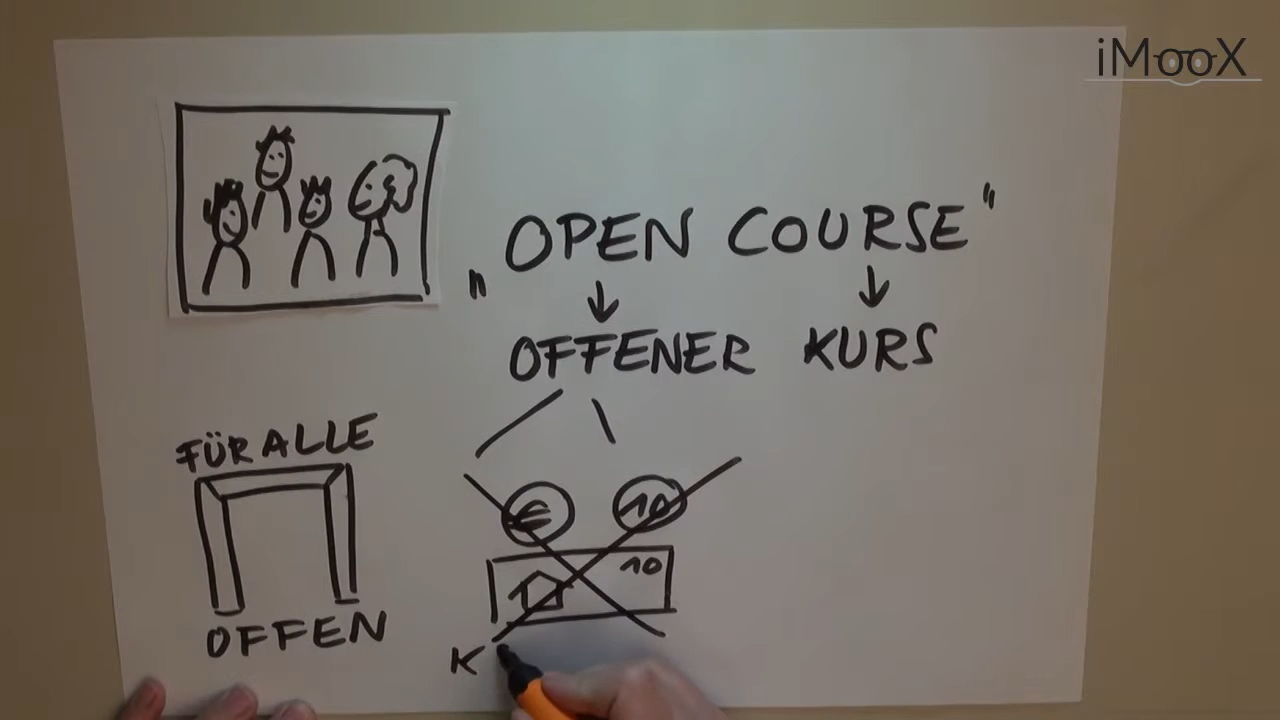 iMooX
„OPEN COURSE"
OFFENER KURS
FÜR ALLE
OFFEN
€ 10
10
K